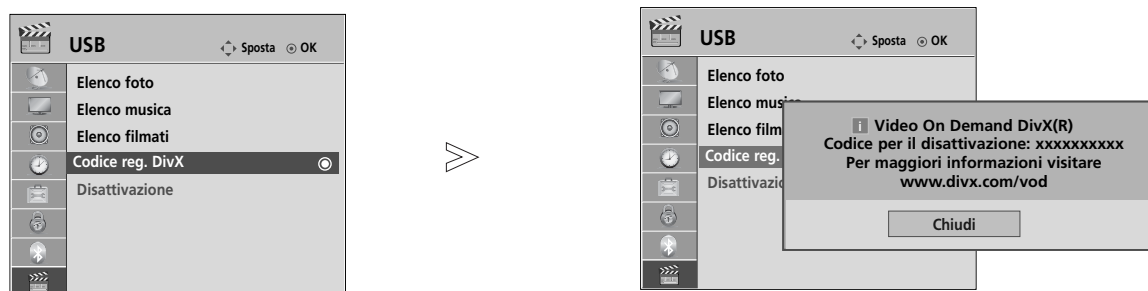 USB Sposta OK
Elenco foto
Elenco musica
Elenco filmati
Codice reg. DivX
Disattivazione
USB Sposta OK
Elenco foto
Elenco musica
Elenco film
Codice reg.
Disattivazio
i Video On Demand DivX(R)
Codice per il disattivazione: xxxxxxxxxx
Per maggiori informazioni visitare
www.divx.com/vod
Chiudi